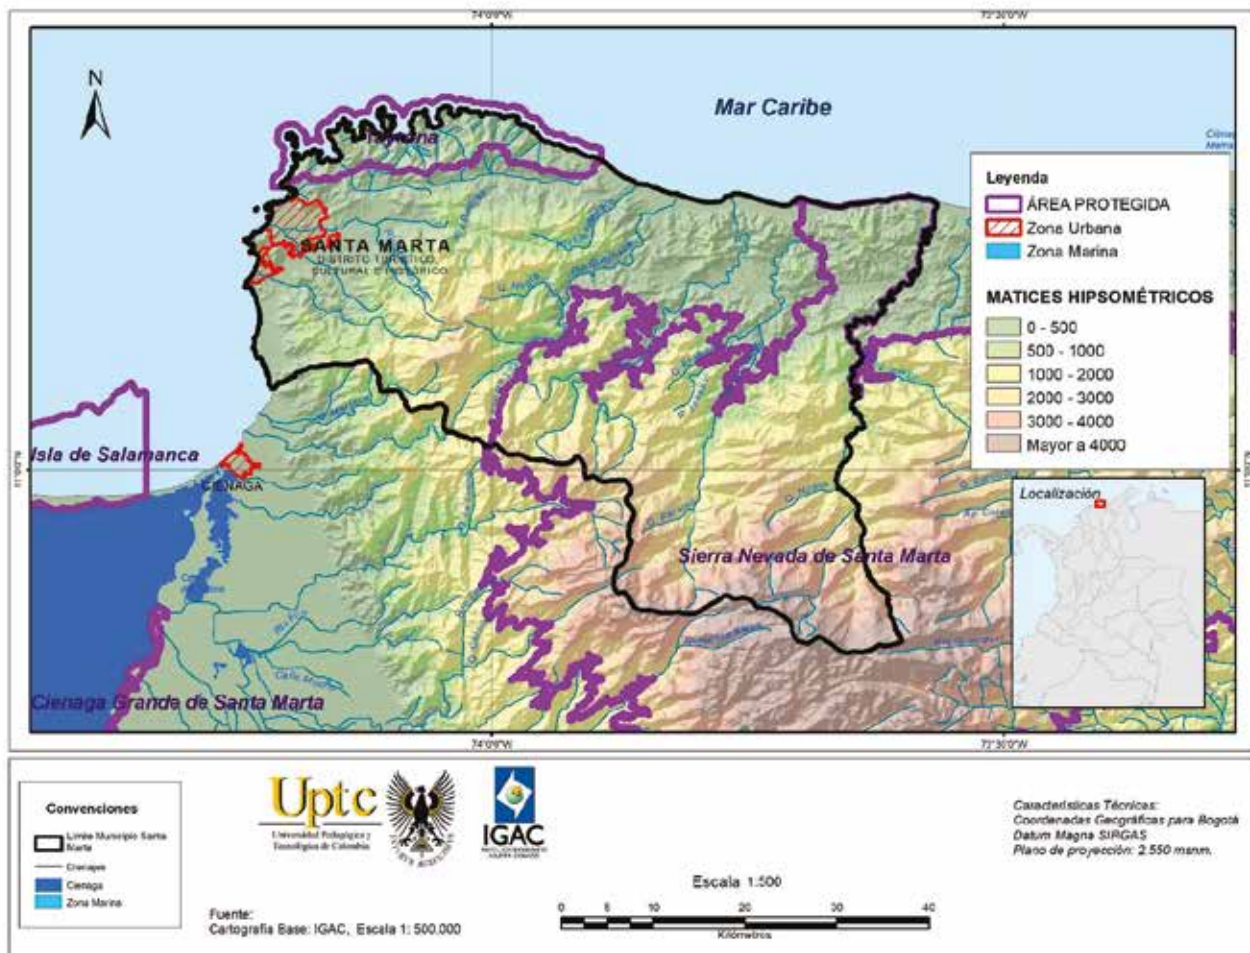 74°0'0"W
73°30'0"W
N
Mar Caribe
SANTA MARTA
DISTRITO TURISTICO,
CULTURAL E HISTORICO
Isla de Salamanca
CIENAGA
Sierra Nevada de Santa Marta
Cienaga Grande de Santa Marta
Leyenda
ÁREA PROTEGIDA
Zona Urbana
Zona Marina
MATICES HIPSOMÉTRICOS
0 - 500
500 - 1000
1000 - 2000
2000 - 3000
3000 - 4000
Mayor a 4000
Localización
74°0'0"W
73°30'0"W
Convenciones
Límite Municipio Santa
Marta
Drenajes
Cienaga
Zona Marina
Uptc
Universidad Pedagógica y
Tecnológica de Colombia
IGAC
Fuente:
Cartografía Base: IGAC, Escala 1: 500.000
Escala 1:500
0 5 10 20 30 40
Kilómetros
Características Técnicas:
Coordenadas Geográficas para Bogotá
Datum Magna SIRGAS
Plano de proyección: 2.550 msnm.